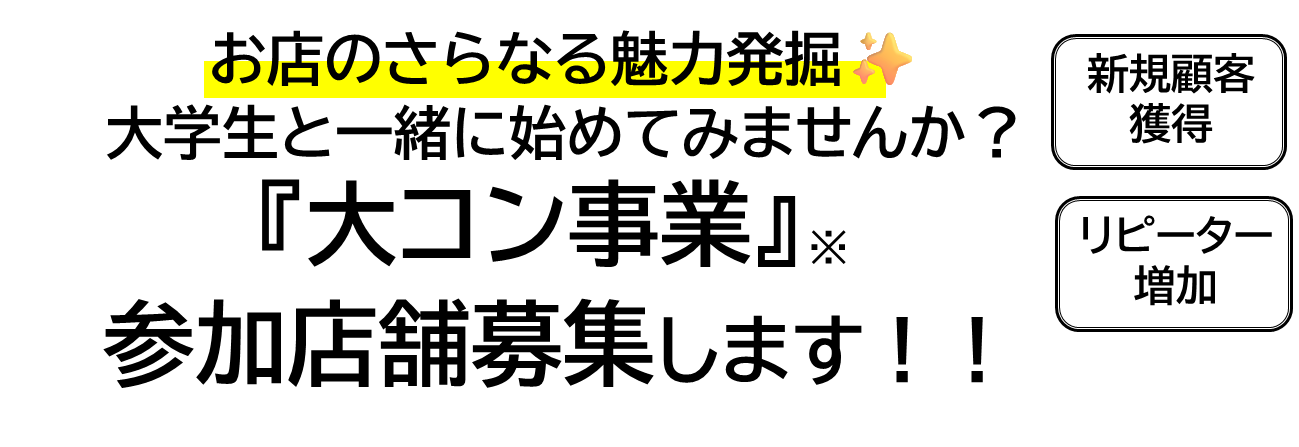 お店のさらなる魅力発掘✨
大学生と一緒に始めてみませんか？
『大コン事業』※
参加店舗募集します！！
新規顧客
獲得
リピーター
増加